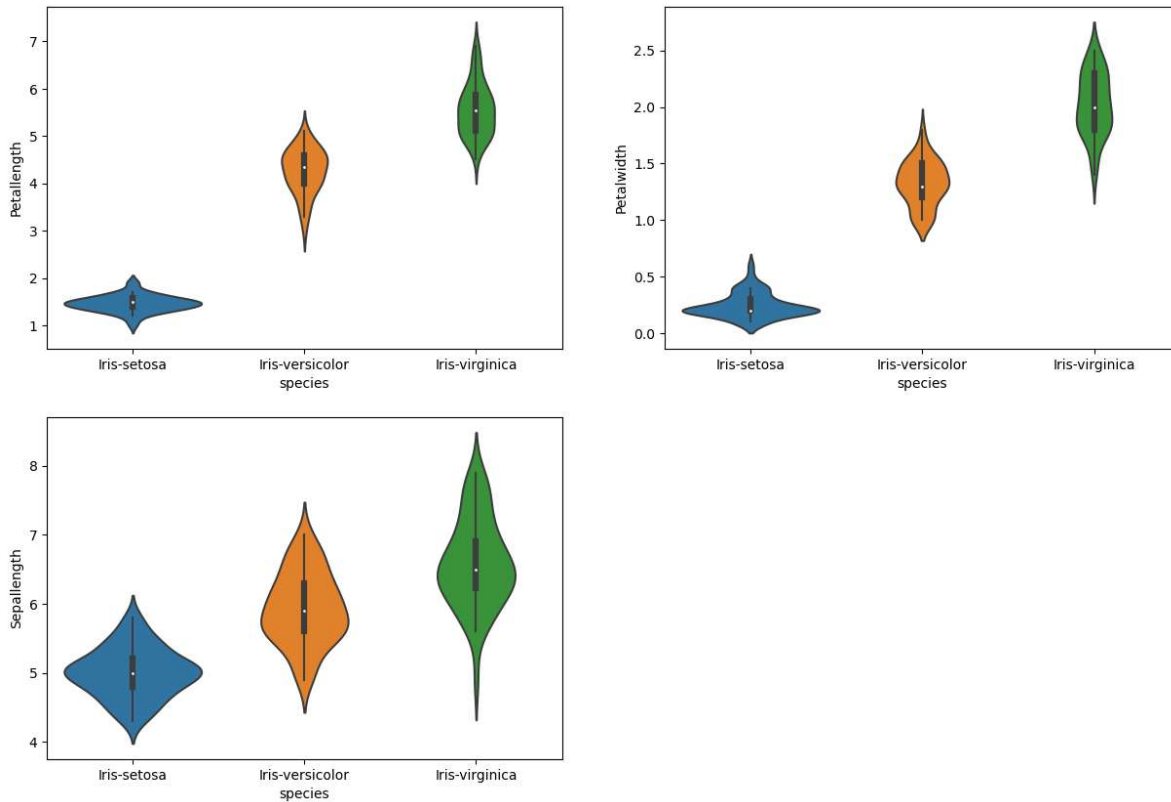 Petallength
7
6
5
4
3
2
1
Iris-setosa Iris-versicolor Iris-virginica
species
Petalwidth
2.5
2.0
1.5
1.0
0.5
0.0
Iris-setosa Iris-versicolor Iris-virginica
species
Sepallength
8
7
6
5
4
Iris-setosa Iris-versicolor Iris-virginica
species